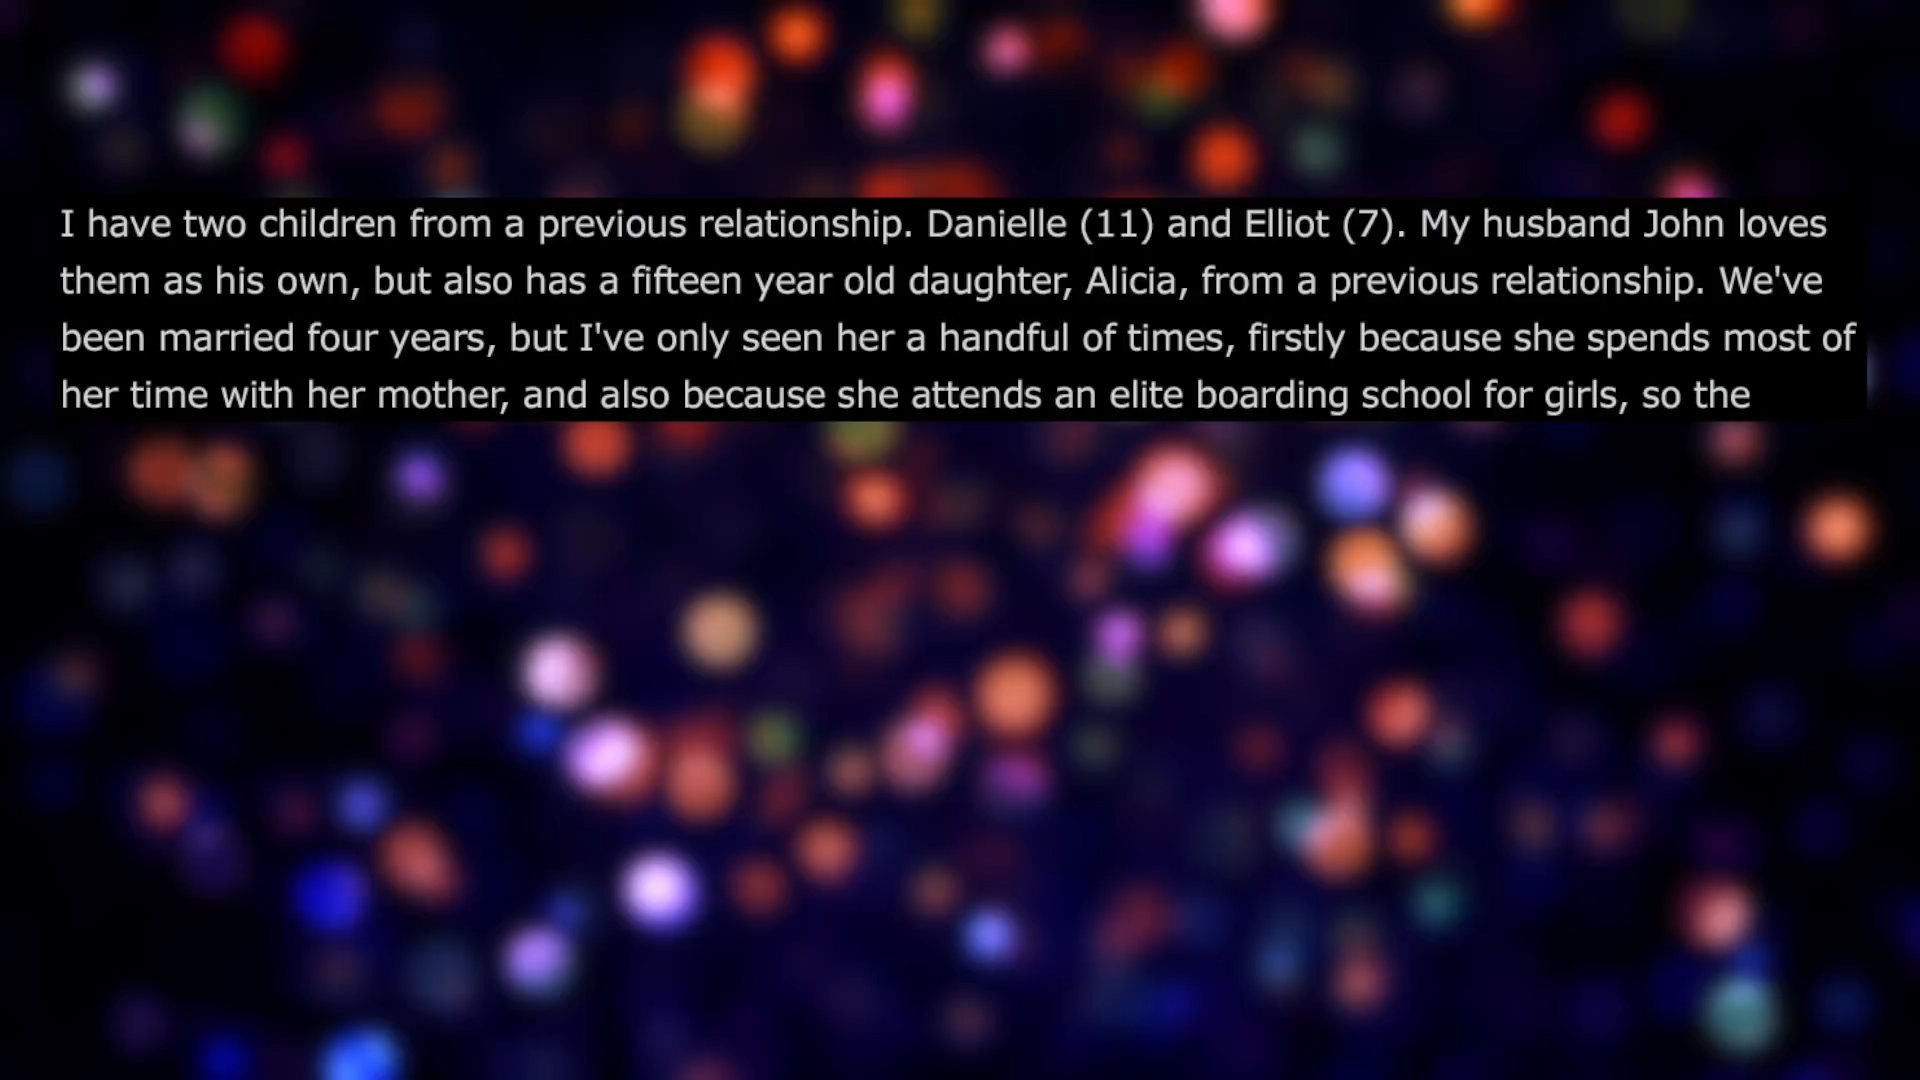 I have two children from a previous relationship. Danielle (11) and Elliot (7). My husband John loves
them as his own, but also has a fifteen year old daughter, Alicia, from a previous relationship. We've
been married four years, but I've only seen her a handful of times, firstly because she spends most of
her time with her mother, and also because she attends an elite boarding school for girls, so the